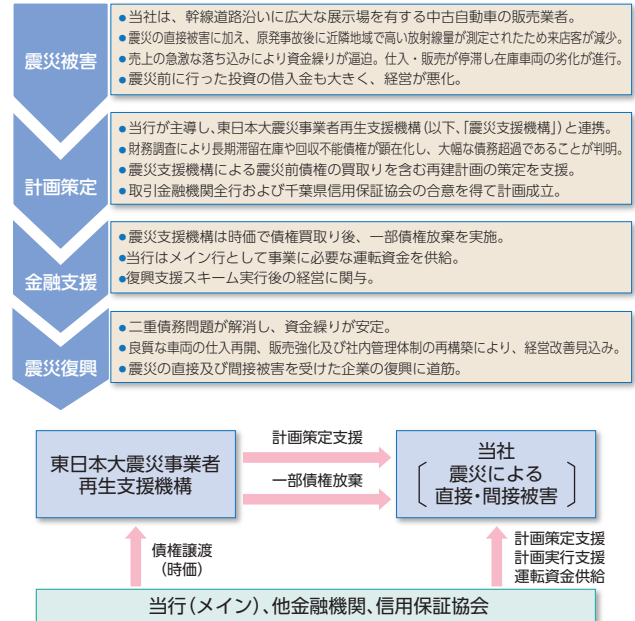 震災被害
●当社は、幹線道路沿いに広大な展示場を有する中古自動車の販売業者。
●震災の直接被害に加え、原発事故後に近隣地域で高い放射線量が測定されたため来店客が減少。
●売上の急激な落ち込みにより資金繰りが逼迫。仕入・販売が停滞し在庫車両の劣化が進行。
●震災前に行った投資の借入金も大きく、経営が悪化。
計画策定
●当行が主導し、東日本大震災事業者再生支援機構(以下、「震災支援機構」)と連携。
●財務調査により長期滞留在庫や回収不能債権が顕在化し、大幅な債務超過であることが判明。
●震災支援機構による震災前債権の買取りを含む再建計画の策定を支援。
●取引金融機関全行および千葉県信用保証協会の合意を得て計画成立。
金融支援
●震災支援機構は時価で債権買取り後、一部債権放棄を実施。
●当行はメイン行として事業に必要な運転資金を供給。
●復興支援スキーム実行後の経営に関与。
震災復興
●二重債務問題が解消し、資金繰りが安定。
●良質な車両の仕入再開、販売強化及び社内管理体制の再構築により、経営改善見込み。
●震災の直接及び間接被害を受けた企業の復興に道筋。
東日本大震災事業者
再生支援機構
計画策定支援
一部債権放棄
当社
震災による
直接・間接被害
債権譲渡
(時価)
計画策定支援
計画実行支援
運転資金供給
当行(メイン)、他金融機関、信用保証協会